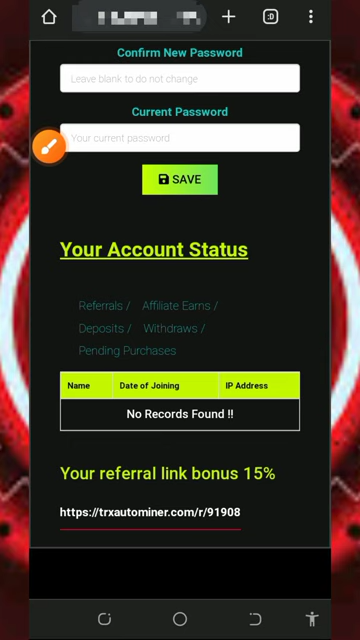 :D
Confirm New Password
Leave blank to do not change
Current Password
Your current password
SAVE
Your Account Status
Referrals / Affiliate Earns /
Deposits / Withdraws /
Pending Purchases
Name Date of Joining IP Address
No Records Found !!
Your referral link bonus 15%
https://trxautominer.com/r/91908